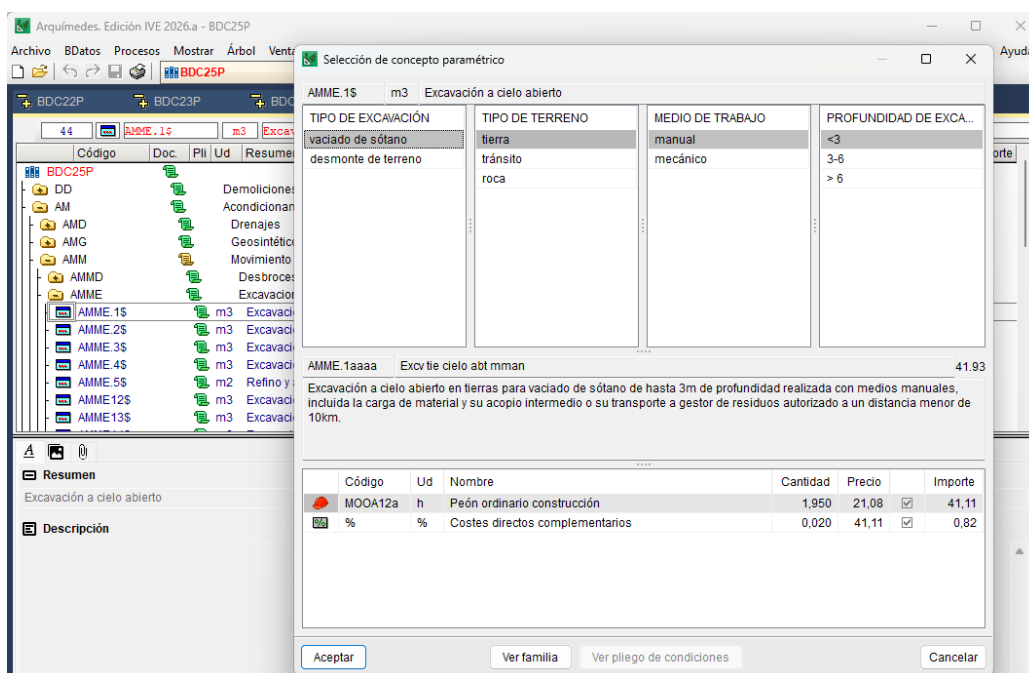 Arquímedes. Edición IVE 2026.a - BDC25P
Archivo BDatos Procesos Mostrar Árbol Venta
Ayuda
BDC25P
BDC22P BDC23P BDC
44 AMME.1$ m3 Excav
Código Doc. Pli Ud Resume
orte
BDC25P
DD Demoliciones
AM Acondicionan
AMD Drenajes
AMG Geosintétic
AMM Movimiento
AMMD Desbroces
AMME Excavacion
AMME.1$ m3 Excavaci
AMME.2$ m3 Excavaci
AMME.3$ m3 Excavaci
AMME.4$ m3 Excavaci
AMME.5$ m2 Refino y
AMME12$ m3 Excavaci
AMME13$ m3 Excavaci
A
Resumen
Excavación a cielo abierto
Descripción
Selección de concepto paramétrico
AMME.1$ m3 Excavación a cielo abierto
TIPO DE EXCAVACIÓN TIPO DE TERRENO MEDIO DE TRABAJO PROFUNDIDAD DE EXCA...
vaciado de sótano tierra manual <3
desmonte de terreno tránsito mecánico 3-6
roca > 6
AMME.1aaaa Excv tie cielo abt mman 41.93
Excavación a cielo abierto en tierras para vaciado de sótano de hasta 3m de profundidad realizada con medios manuales,
incluida la carga de material y su acopio intermedio o su transporte a gestor de residuos autorizado a un distancia menor de
10km.
Código Ud Nombre Cantidad Precio Importe
MOOA12a h Peón ordinario construcción 1,950 21,08 41,11
% % % Costes directos complementarios 0,020 41,11 0,82
Aceptar Ver familia Ver pliego de condiciones Cancelar